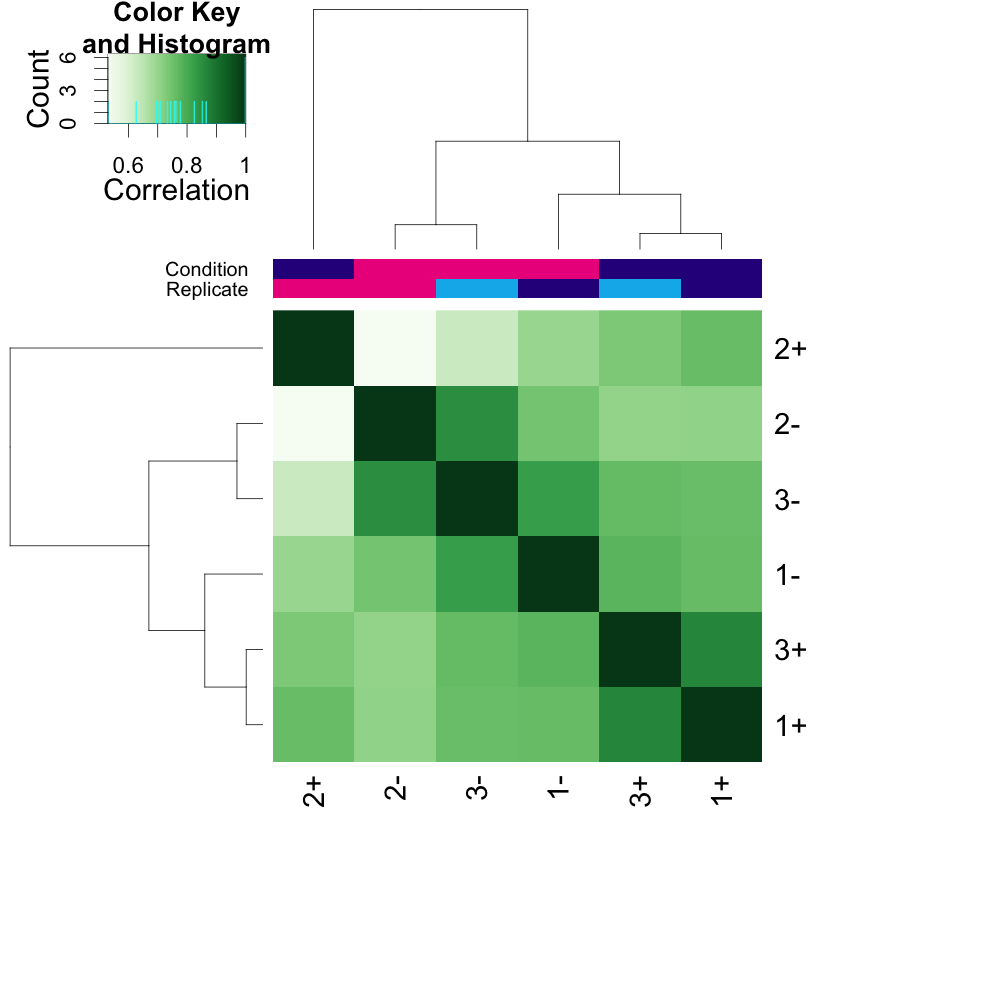 Color Key
and Histogram
Count
0 3 6
0.6 0.8 1
Correlation
Condition
Replicate
2+
2-
3-
1-
3+
1+
2+ 2- 3- 1- 3+ 1+